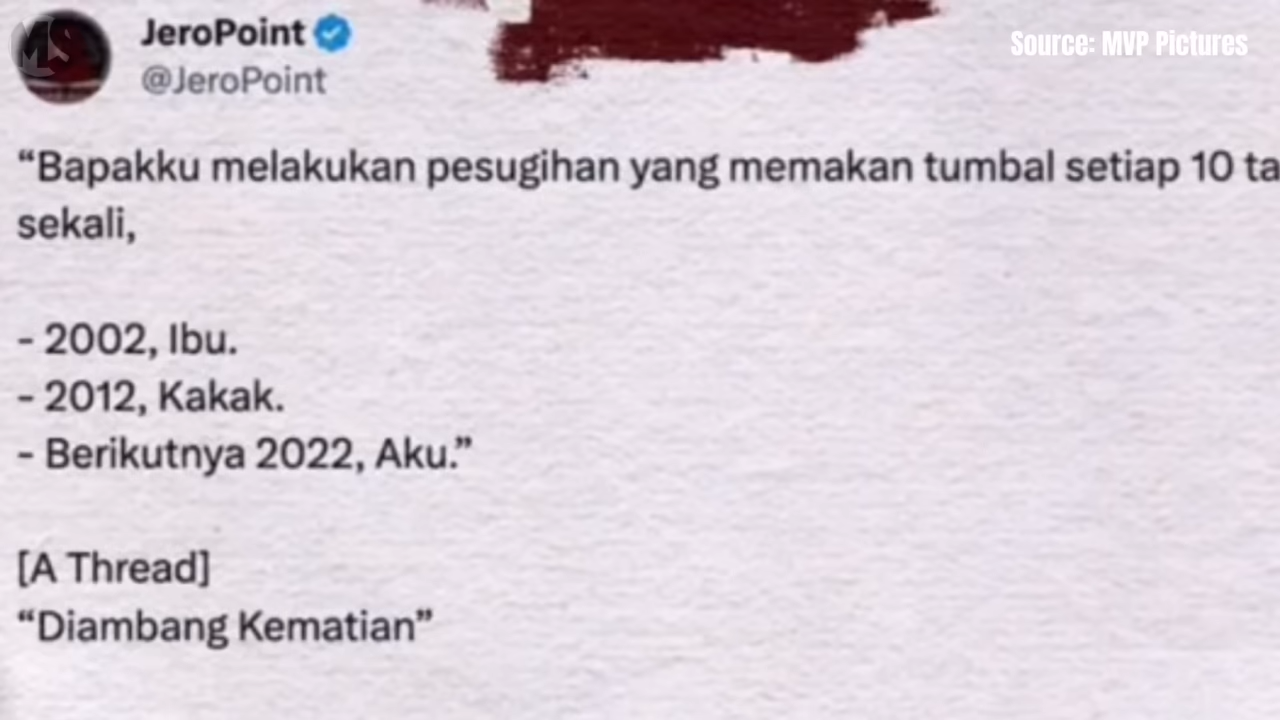 JeroPoint
Source: MVP Pictures
@JeroPoint
“Bapakku melakukan pesugihan yang memakan tumbal setiap 10 ta
sekali,
- 2002, Ibu.
- 2012, Kakak.
- Berikutnya 2022, Aku.”
[A Thread]
“Diambang Kematian”